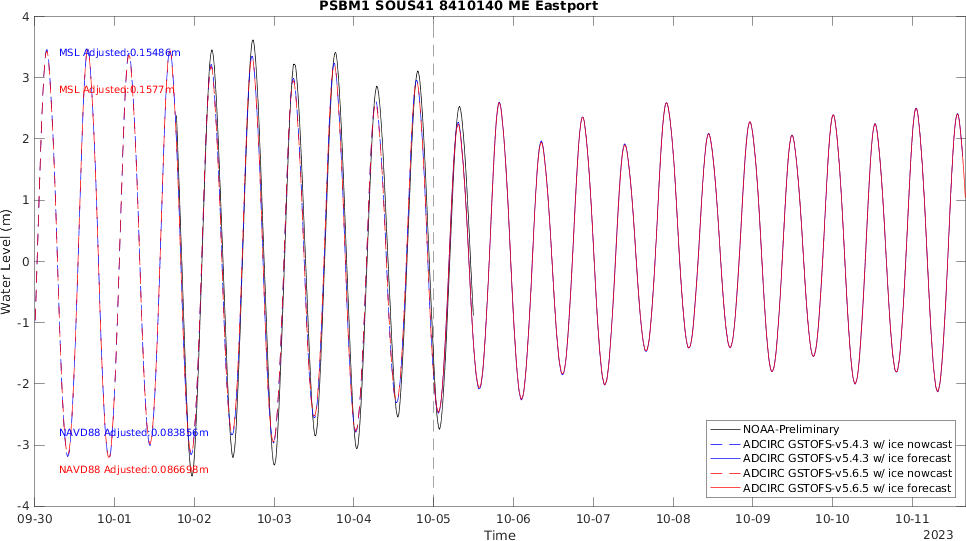 PSBM1 SOUS41 8410140 ME Eastport
4
3
2
1
0
-1
-2
-3
-4
Water Level (m)
MSL Adjusted:0.15486m
MSL Adjusted:0.1577m
NAVD88 Adjusted:0.083856m
NAVD88 Adjusted:0.086698m
NOAA-Preliminary
ADCIRC GSTOFS-v5.4.3 w/ ice nowcast
ADCIRC GSTOFS-v5.4.3 w/ ice forecast
ADCIRC GSTOFS-v5.6.5 w/ ice nowcast
ADCIRC GSTOFS-v5.6.5 w/ ice forecast
09-30 10-01 10-02 10-03 10-04 10-05 10-06 10-07 10-08 10-09 10-10 10-11
Time
2023